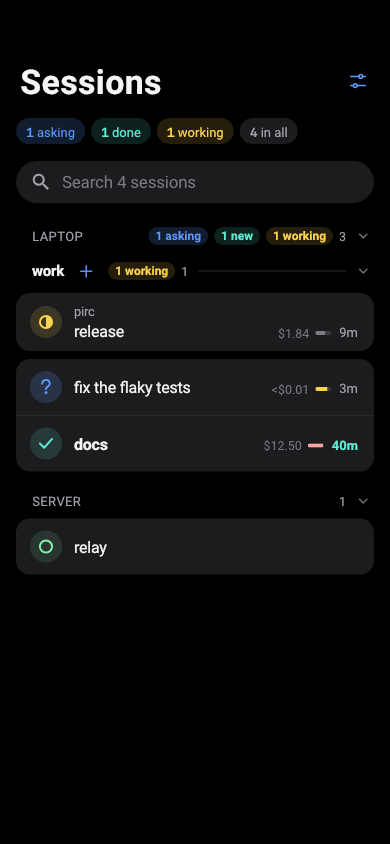 Sessions
1 asking 1 done 1 working 4 in all
Search 4 sessions
LAPTOP 1 asking 1 new 1 working 3
work + 1 working 1
pirc
release $1.84 9m
? fix the flaky tests <$0.01 3m
docs $12.50 40m
SERVER 1
relay